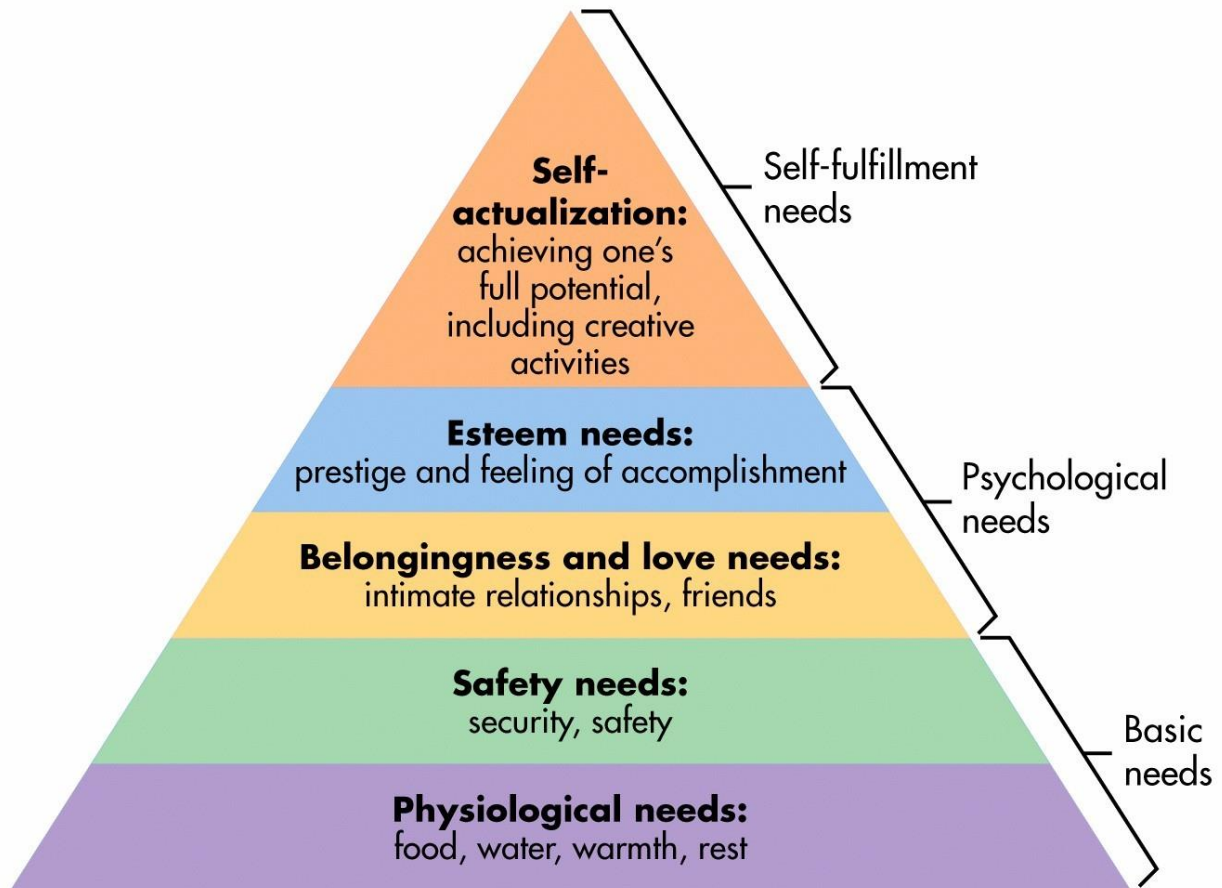 Self-
actualization:
achieving one's
full potential,
including creative
activities
Self-fulfillment
needs
Esteem needs:
prestige and feeling of accomplishment
Psychological
needs
Belongingness and love needs:
intimate relationships, friends
Safety needs:
security, safety
Basic
needs
Physiological needs:
food, water, warmth, rest